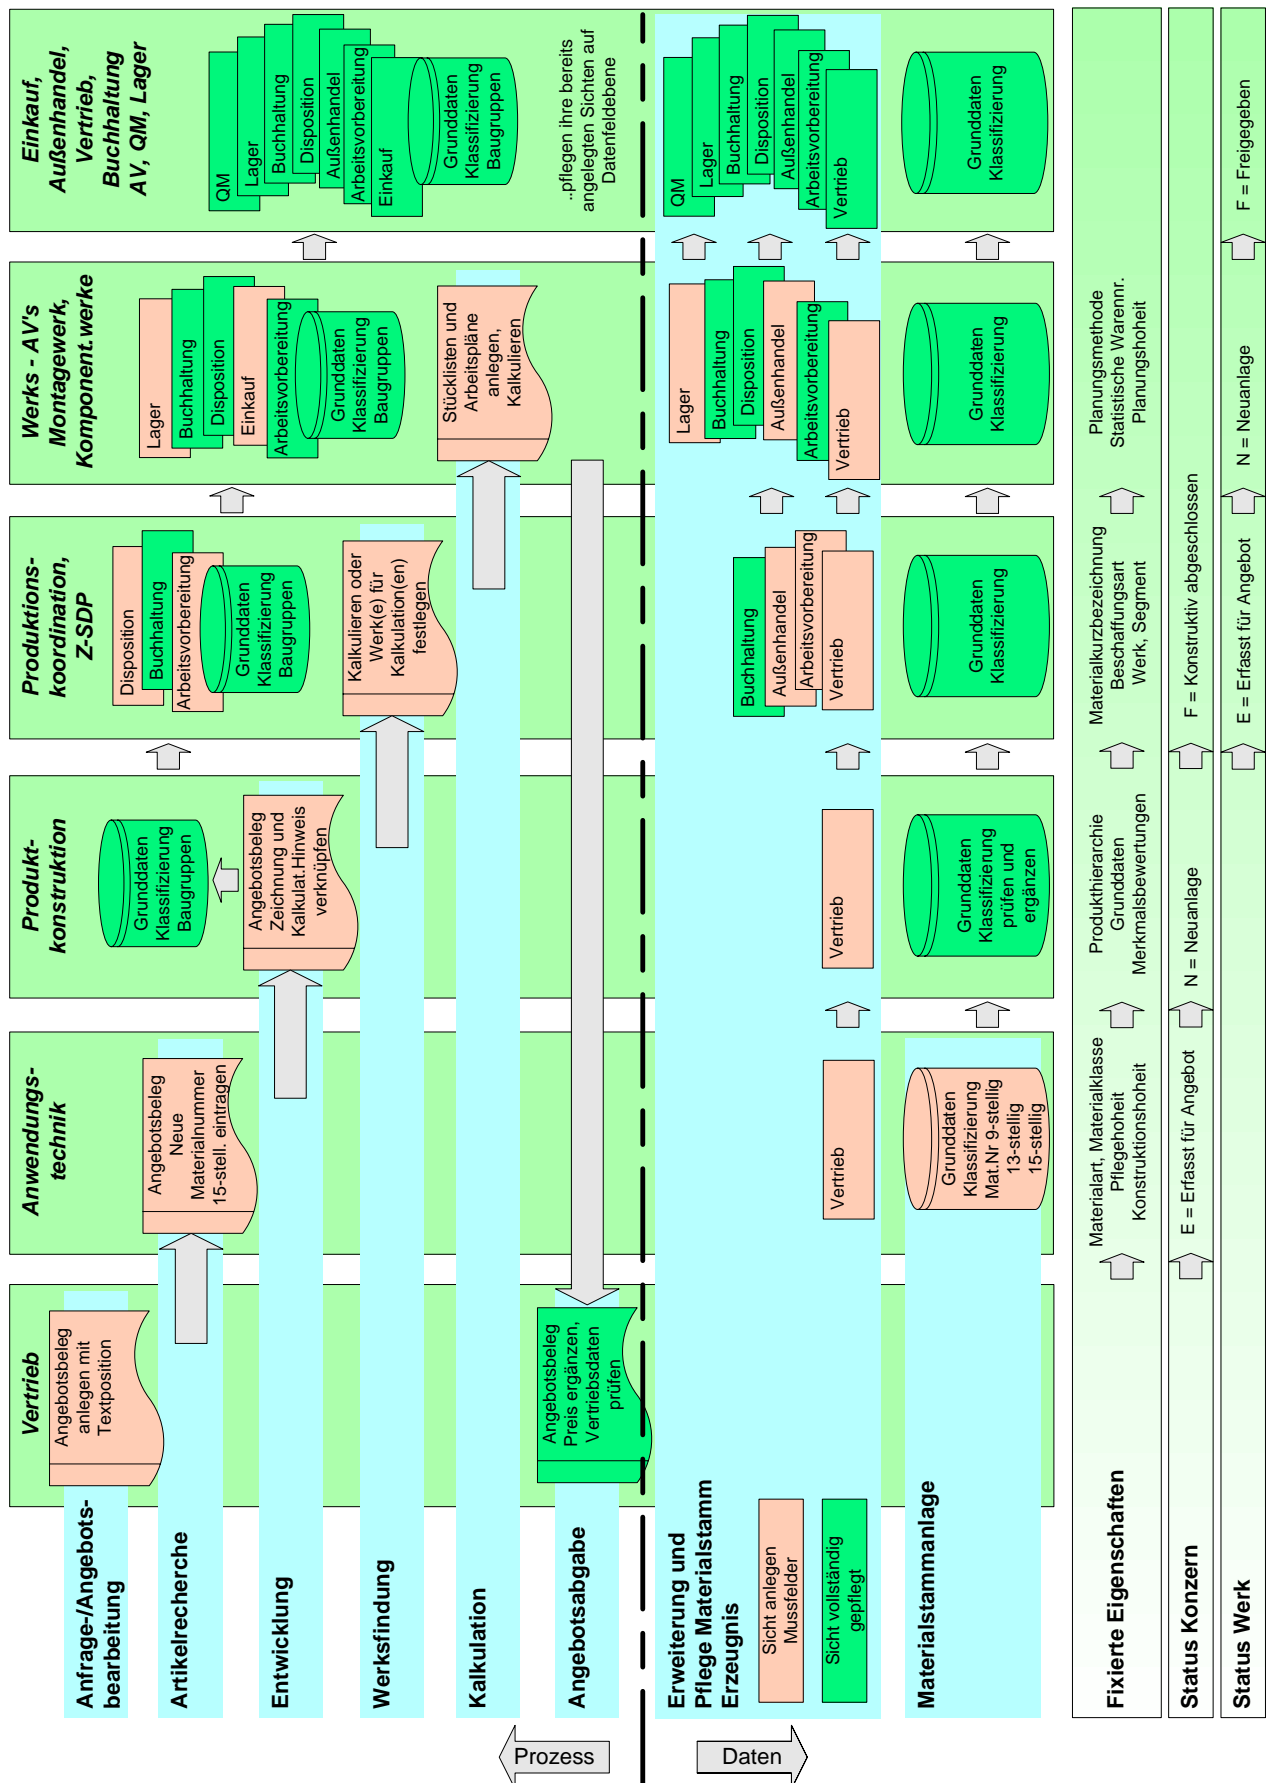 Vertrieb
Anwendungs-
technik
Produkt-
konstruktion
Produktions-
koordination,
Z-SDP
Werks - AV's
Montagewerk,
Komponent.werke
Einkauf,
Außenhandel,
Vertrieb,
Buchhaltung
AV, QM, Lager
Anfrage-/Angebots-
bearbeitung
Angebotsbeleg
anlegen mit
Textposition
Artikelrecherche
Angebotsbeleg
Neue
Materialnummer
15-stell. eintragen
Entwicklung
Angebotsbeleg
Zeichnung und
Kalkulat.Hinweis
verknüpfen
Grunddaten
Klassifizierung
Baugruppen
Werksfindung
Kalkulieren oder
Werk(e) für
Kalkulation(en)
festlegen
Disposition
Buchhaltung
Arbeitsvorbereitung
Grunddaten
Klassifizierung
Baugruppen
Kalkulation
Stücklisten und
Arbeitspläne
anlegen,
Kalkulieren
Lager
Buchhaltung
Disposition
Einkauf
Arbeitsvorbereitung
Grunddaten
Klassifizierung
Baugruppen
QM
Lager
Buchhaltung
Disposition
Außenhandel
Arbeitsvorbereitung
Einkauf
Grunddaten
Klassifizierung
Baugruppen
Angebotsabgabe
Angebotsbeleg
Preis ergänzen,
Vertriebsdaten
prüfen
..pflegen ihre bereits
angelegten Sichten auf
Datenfeldebene
Prozess
Daten
Erweiterung und
Pflege Materialstamm
Erzeugnis
Sicht anlegen
Mussfelder
Sicht vollständig
gepflegt
Vertrieb
Vertrieb
Buchhaltung
Außenhandel
Arbeitsvorbereitung
Vertrieb
Lager
Buchhaltung
Disposition
Außenhandel
Arbeitsvorbereitung
Vertrieb
QM
Lager
Buchhaltung
Disposition
Außenhandel
Arbeitsvorbereitung
Vertrieb
Materialstammanlage
Grunddaten
Klassifizierung
Mat.Nr 9-stellig
13-stellig
15-stellig
Grunddaten
Klassifizierung
prüfen und
ergänzen
Grunddaten
Klassifizierung
Grunddaten
Klassifizierung
Grunddaten
Klassifizierung
Fixierte Eigenschaften
Materialart, Materialklasse
Pflegehoheit
Konstruktionshoheit
Produkthierarchie
Grunddaten
Merkmalsbewertungen
Materialkurzbezeichnung
Beschaffungsart
Werk, Segment
Planungsmethode
Statistische Warennr.
Planungshoheit
Status Konzern
E = Erfasst für Angebot
N = Neuanlage
F = Konstruktiv abgeschlossen
Status Werk
E = Erfasst für Angebot
N = Neuanlage
F = Freigegeben